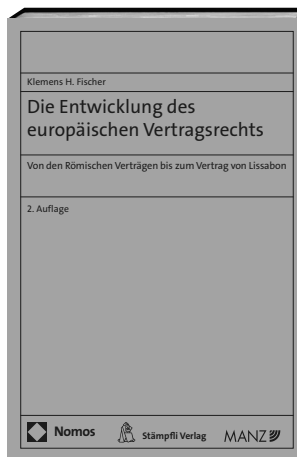 Klemens H. Fischer
Die Entwicklung des
europäischen Vertragsrechts
Von den Römischen Verträgen bis zum Vertrag von Lissabon
2. Auflage
Nomos
Stämpfli Verlag
MANZ